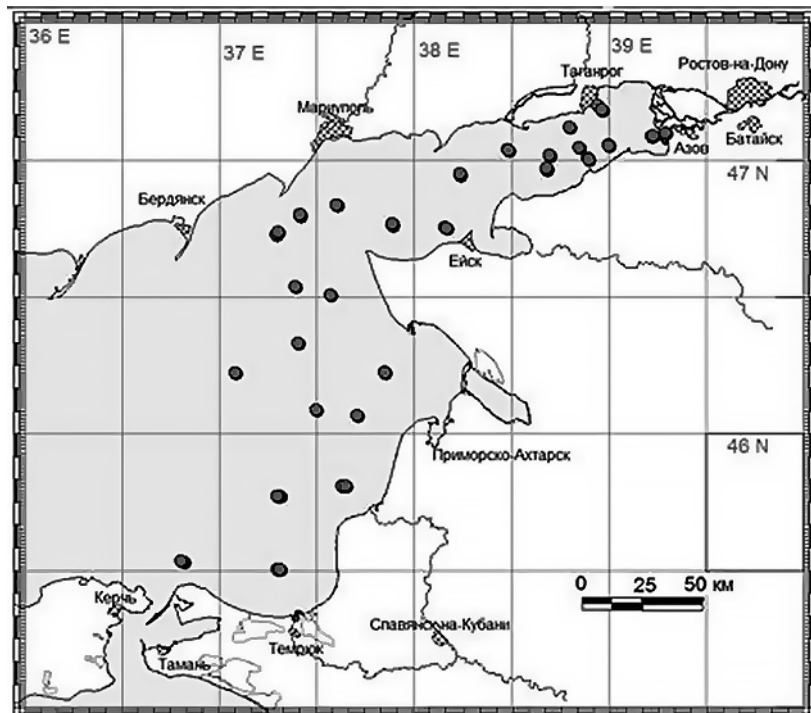 36 E
37 E
38 E
39 E
Таганрог
Ростов-на-Дону
Мариуполь
Батайск
Азов
47 N
Бердянск
Ейск
46 N
Приморско-Ахтарск
0 25 50 км
Керчь
Славянск-на-Кубани
Темрюк
Тамань